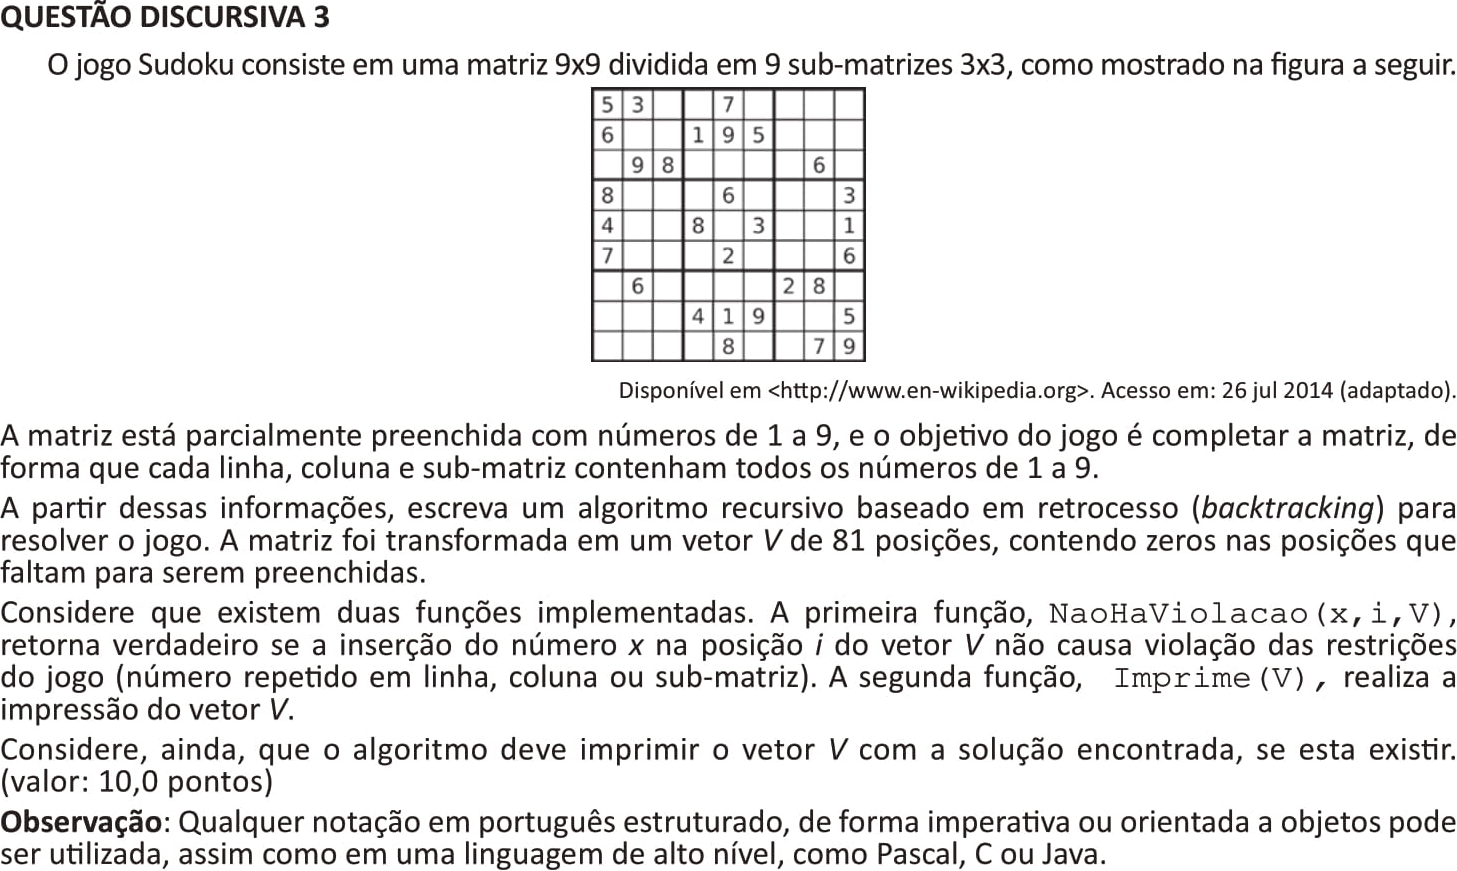 QUESTÃO DISCURSIVA 3
O jogo Sudoku consiste em uma matriz 9x9 dividida em 9 sub-matrizes 3x3, como mostrado na figura a seguir.
5 3 7
6 1 9 5
9 8 6
8 6 3
4 8 3 1
7 2 6
6 2 8
4 1 9 5
8 7 9
Disponível em <http://www.en-wikipedia.org>. Acesso em: 26 jul 2014 (adaptado).
A matriz está parcialmente preenchida com números de 1 a 9, e o objetivo do jogo é completar a matriz, de
forma que cada linha, coluna e sub-matriz contenham todos os números de 1 a 9.
A partir dessas informações, escreva um algoritmo recursivo baseado em retrocesso (backtracking) para
resolver o jogo. A matriz foi transformada em um vetor V de 81 posições, contendo zeros nas posições que
faltam para serem preenchidas.
Considere que existem duas funções implementadas. A primeira função, NaoHaViolacao(x,i,V),
retorna verdadeiro se a inserção do número x na posição i do vetor V não causa violação das restrições
do jogo (número repetido em linha, coluna ou sub-matriz). A segunda função, Imprime(V), realiza a
impressão do vetor V.
Considere, ainda, que o algoritmo deve imprimir o vetor V com a solução encontrada, se esta existir.
(valor: 10,0 pontos)
Observação: Qualquer notação em português estruturado, de forma imperativa ou orientada a objetos pode
ser utilizada, assim como em uma linguagem de alto nível, como Pascal, C ou Java.